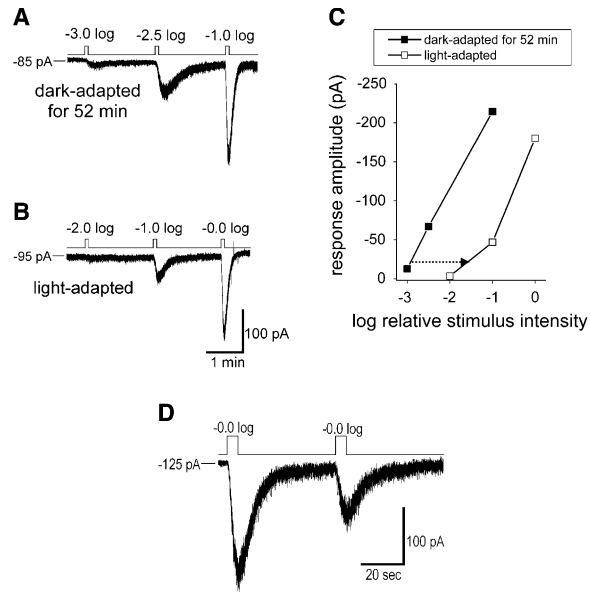 A
-3.0 log -2.5 log -1.0 log
-85 pA
dark-adapted
for 52 min
B
-2.0 log -1.0 log -0.0 log
-95 pA
light-adapted
100 pA
1 min
C
dark-adapted for 52 min
light-adapted
response amplitude (pA)
-250
-200
-150
-100
-50
0
-3 -2 -1 0
log relative stimulus intensity
D
-0.0 log -0.0 log
-125 pA
100 pA
20 sec